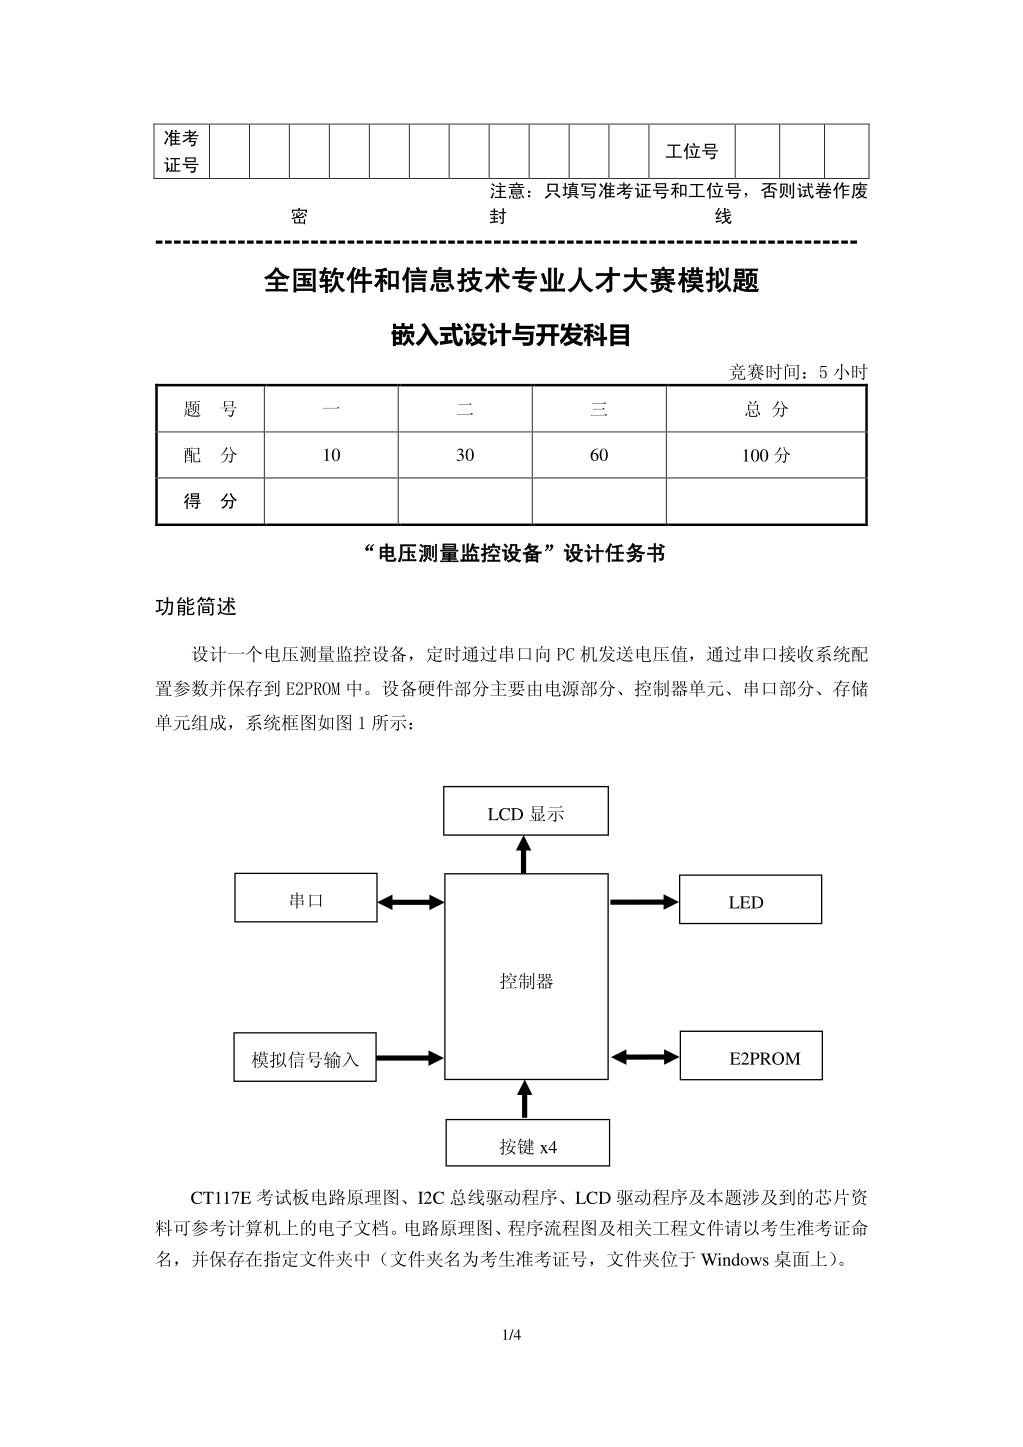 准考
证号
工位号
注意：只填写准考证号和工位号，否则试卷作废
密 封 线
全国软件和信息技术专业人才大赛模拟题
嵌入式设计与开发科目
竞赛时间：5 小时
题 号 一 二 三 总 分
配 分 10 30 60 100 分
得 分
“电压测量监控设备”设计任务书
功能简述
设计一个电压测量监控设备，定时通过串口向 PC 机发送电压值，通过串口接收系统配
置参数并保存到 E2PROM 中。设备硬件部分主要由电源部分、控制器单元、串口部分、存储
单元组成，系统框图如图 1 所示：
LCD 显示
串口
LED
控制器
模拟信号输入
E2PROM
按键 x4
CT117E 考试板电路原理图、I2C 总线驱动程序、LCD 驱动程序及本题涉及到的芯片资
料可参考计算机上的电子文档。电路原理图、程序流程图及相关工程文件请以考生准考证命
名，并保存在指定文件夹中（文件夹名为考生准考证号，文件夹位于 Windows 桌面上）。
1/4